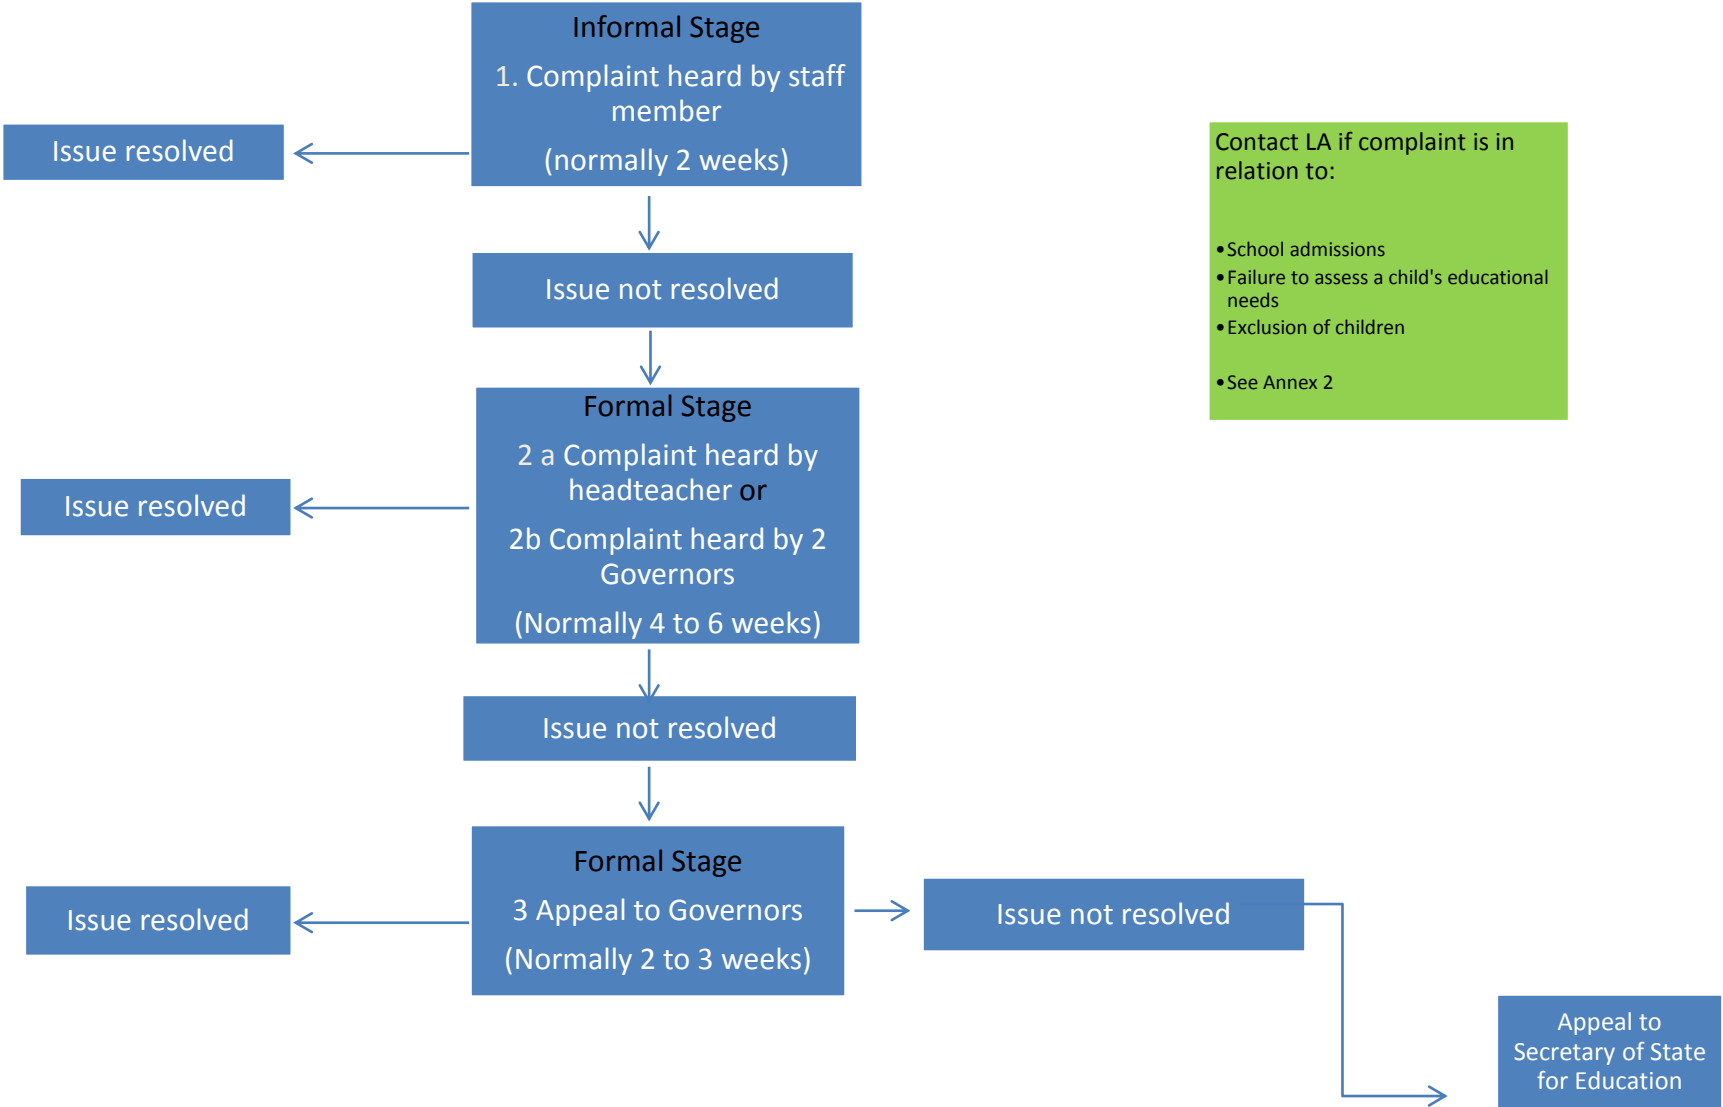 Informal Stage
1. Complaint heard by staff
member
(normally 2 weeks)
Issue resolved
Contact LA if complaint is in
relation to:
•School admissions
•Failure to assess a child's educational
needs
•Exclusion of children
•See Annex 2
Issue not resolved
Formal Stage
2 a Complaint heard by
headteacher or
2b Complaint heard by 2
Governors
(Normally 4 to 6 weeks)
Issue resolved
Issue not resolved
Formal Stage
3 Appeal to Governors
(Normally 2 to 3 weeks)
Issue resolved
Issue not resolved
Appeal to
Secretary of State
for Education